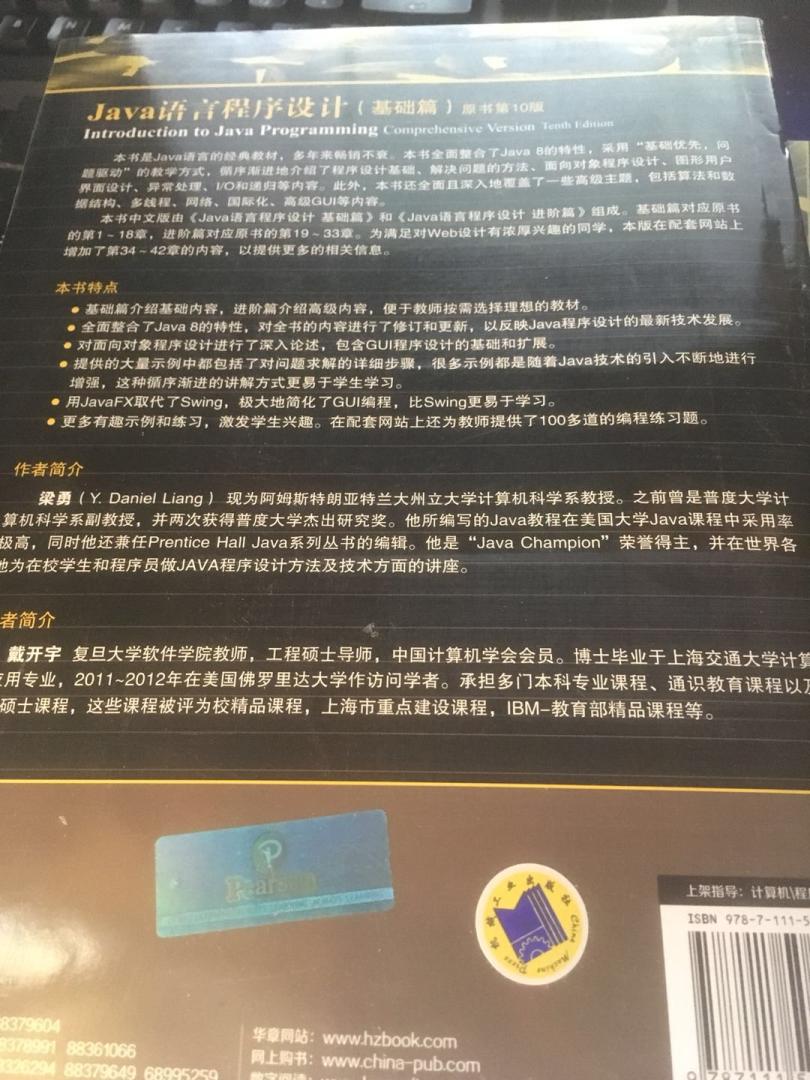 Java语言程序设计（基础篇）原书第10版
Introduction to Java Programming Comprehensive Version Tenth Edition
本书是Java语言的经典教材，多年来畅销不衰。本书全面整合了Java 8的特性，采用“基础优先，问
题驱动”的教学方式，循序渐进地介绍了程序设计基础、解决问题的方法、面向对象程序设计、图形用户
界面设计、异常处理、I/O和递归等内容。此外，本书还全面且深入地覆盖了一些高级主题，包括算法和数
据结构、多线程、网络、国际化、高级GUI等内容。
本书中文版由《Java语言程序设计 基础篇》和《Java语言程序设计 进阶篇》组成。基础篇对应原书
的第1~18章，进阶篇对应原书的第19~33章。为满足对Web设计有浓厚兴趣的同学，本版在配套网站上
增加了第34~42章的内容，以提供更多的相关信息。
本书特点
● 基础篇介绍基础内容，进阶篇介绍高级内容，便于教师按需选择理想的教材。
● 全面整合了Java 8的特性，对全书的内容进行了修订和更新，以反映Java程序设计的最新技术发展。
● 对面向对象程序设计进行了深入论述，包含GUI程序设计的基础和扩展。
● 提供的大量示例中都包括了对问题求解的详细步骤，很多示例都是随着Java技术的引入不断地进行
增强，这种循序渐进的讲解方式更易于学生学习。
● 用JavaFX取代了Swing，极大地简化了GUI编程，比Swing更易于学习。
● 更多有趣示例和练习，激发学生兴趣。在配套网站上还为教师提供了100多道的编程练习题。
作者简介
梁勇（Y. Daniel Liang）现为阿姆斯特朗亚特兰大州立大学计算机科学系教授。之前曾是普度大学计
算机科学系副教授，并两次获得普度大学杰出研究奖。他所编写的Java教程在美国大学Java课程中采用率
极高，同时他还兼任Prentice Hall Java系列丛书的编辑。他是“Java Champion”荣誉得主，并在世界各
地为在校学生和程序员做JAVA程序设计方法及技术方面的讲座。
者简介
戴开宇 复旦大学软件学院教师，工程硕士导师，中国计算机学会会员。博士毕业于上海交通大学计算
应用专业，2011~2012年在美国佛罗里达大学作访问学者。承担多门本科专业课程、通识教育课程以及
硕士课程，这些课程被评为校精品课程，上海市重点建设课程，IBM-教育部精品课程等。
Pearson
机械工业出版社
China Machine Press
上架指导：计算机\程序
ISBN 978-7-111-5
9 787111 5
88379604
88361066
88379649 68995259
华章网站：www.hzbook.com
网上购书：www.china-pub.com